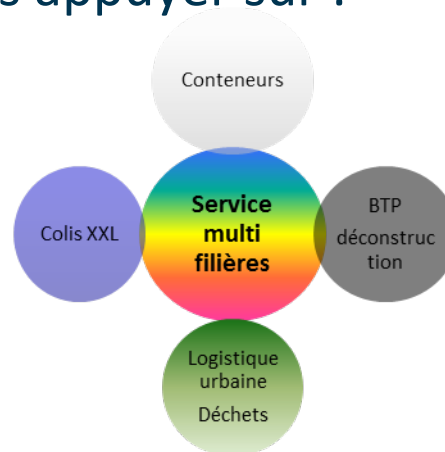 s appuyer sur :
Conteneurs
Colis XXL
Service
multi
filières
BTP
déconstruc
tion
Logistique
urbaine
Déchets